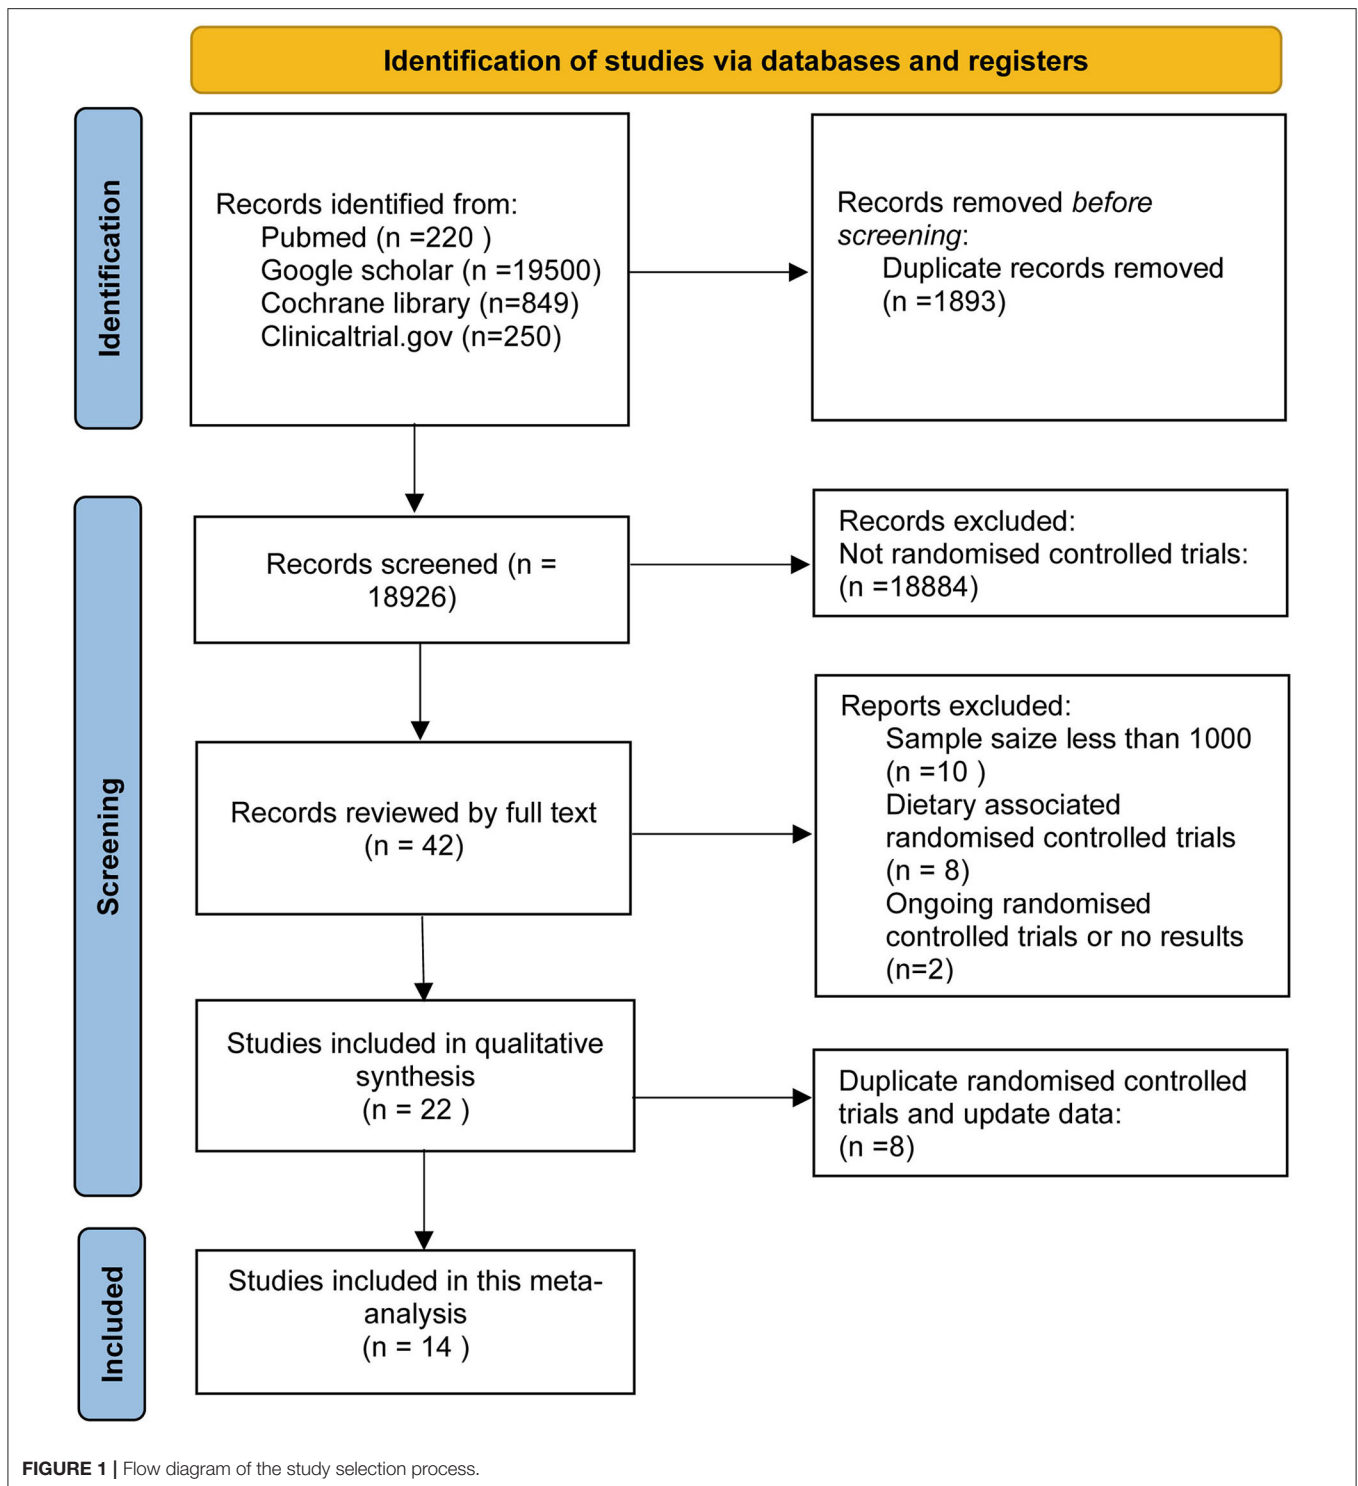 Identification of studies via databases and registers
Identification
Records identified from:
Pubmed (n =220 )
Google scholar (n =19500)
Cochrane library (n=849)
Clinicaltrial.gov (n=250)
Records removed before
screening:
Duplicate records removed
(n =1893)
Screening
Records screened (n =
18926)
Records excluded:
Not randomised controlled trials:
(n =18884)
Records reviewed by full text
(n = 42)
Reports excluded:
Sample saize less than 1000
(n =10 )
Dietary associated
randomised controlled trials
(n = 8)
Ongoing randomised
controlled trials or no results
(n=2)
Studies included in qualitative
synthesis
(n = 22 )
Duplicate randomised controlled
trials and update data:
(n =8)
Included
Studies included in this meta-
analysis
(n = 14 )
FIGURE 1 | Flow diagram of the study selection process.